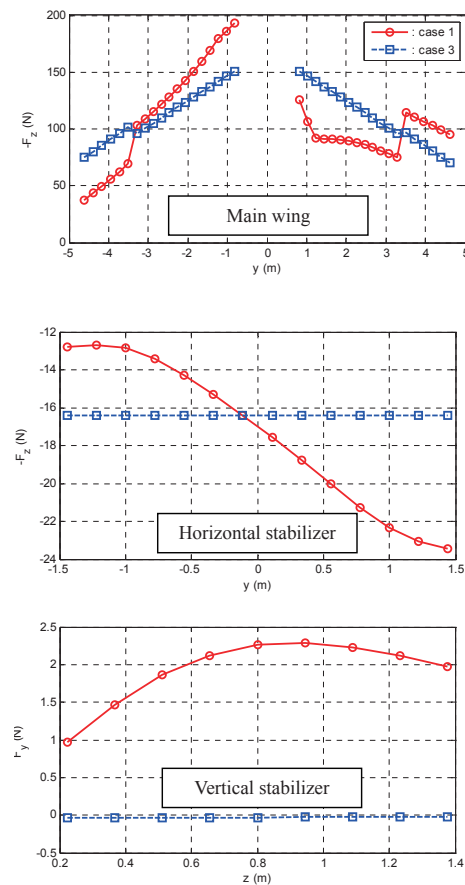 200
150
100
50
0
-F_z (N)
: case 1
: case 3
Main wing
-5 -4 -3 -2 -1 0 1 2 3 4 5
y (m)
-12
-14
-16
-18
-20
-22
-24
-F_z (N)
Horizontal stabilizer
-1.5 -1 -0.5 0 0.5 1 1.5
y (m)
2.5
2
1.5
1
0.5
0
-0.5
F_y (N)
Vertical stabilizer
0.2 0.4 0.6 0.8 1 1.2 1.4
z (m)